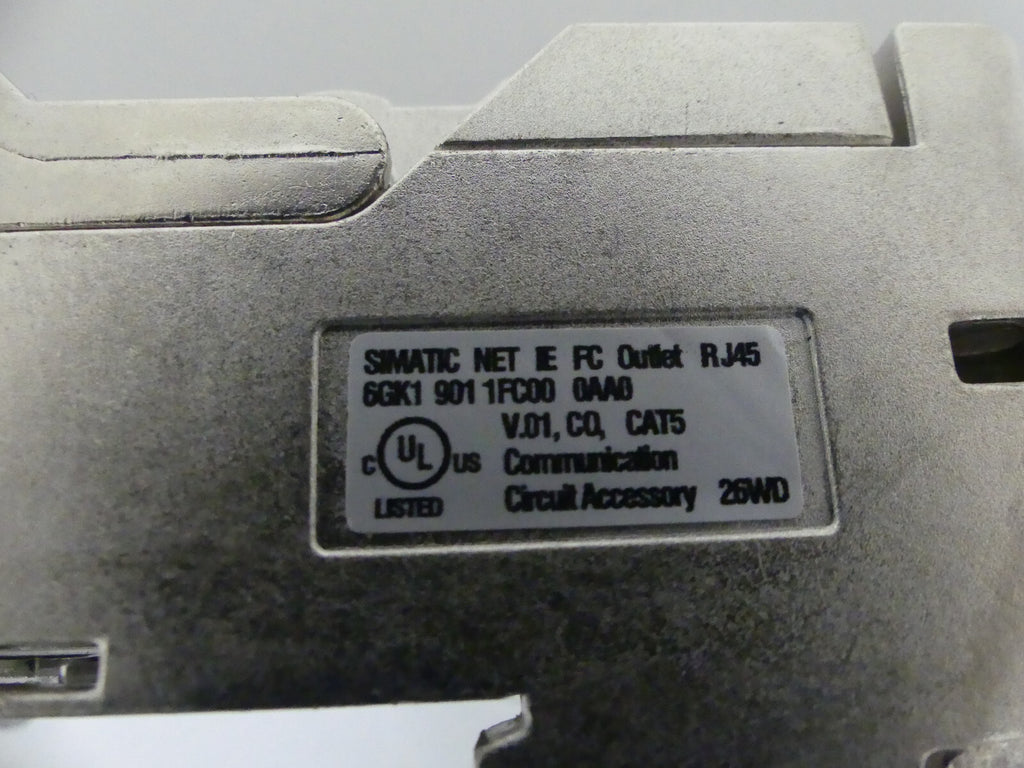 SIMATIC NET IE FC Outlet RJ45
6GK1 901 1FC00 0AA0
V.01, CO, CAT5
C UL US Communication
LISTED Circuit Accessory 26WD